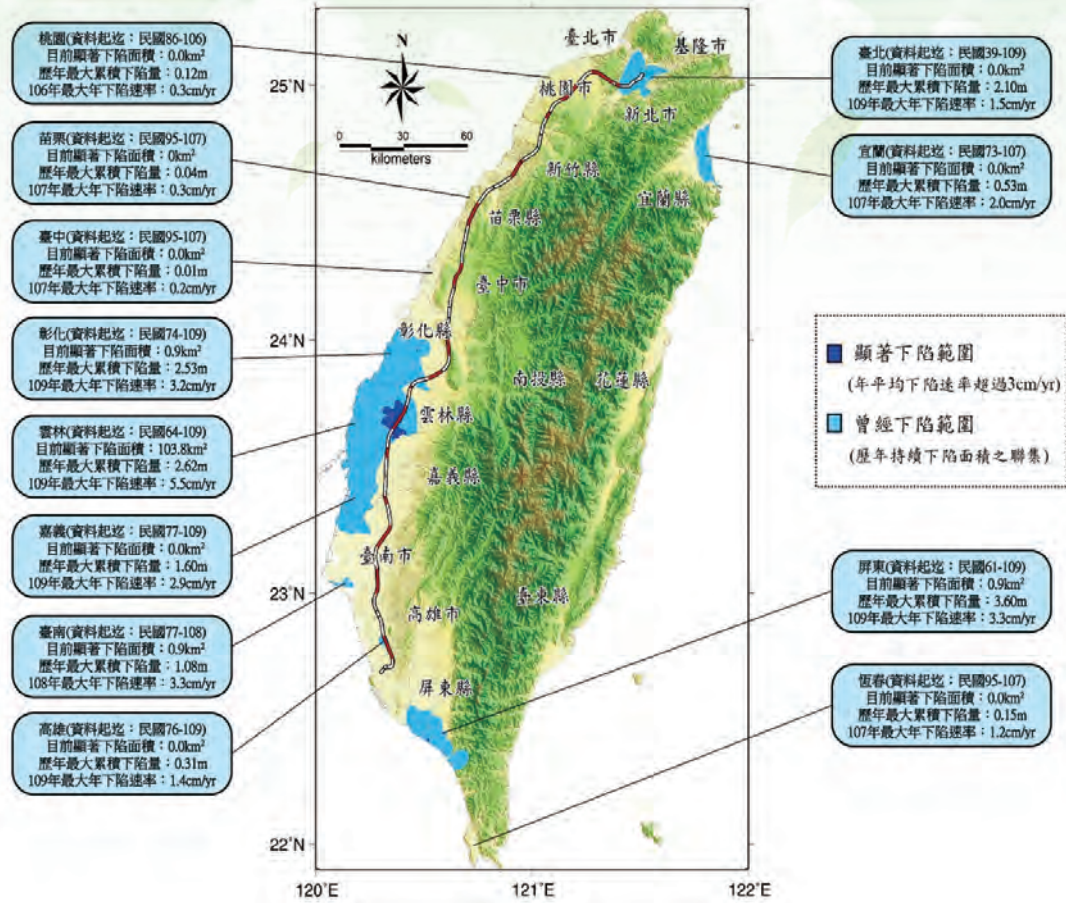 桃園(資料起迄：民國86-106)
目前顯著下陷面積：0.0km²
歷年最大累積下陷量：0.12m
106年最大年下陷速率：0.3cm/yr
苗栗(資料起迄：民國95-107)
目前顯著下陷面積：0km²
歷年最大累積下陷量：0.04m
107年最大年下陷速率：0.3cm/yr
臺中(資料起迄：民國95-107)
目前顯著下陷面積：0.0km²
歷年最大累積下陷量：0.01m
107年最大年下陷速率：0.2cm/yr
彰化(資料起迄：民國74-109)
目前顯著下陷面積：0.9km²
歷年最大累積下陷量：2.53m
109年最大年下陷速率：3.2cm/yr
雲林(資料起迄：民國64-109)
目前顯著下陷面積：103.8km²
歷年最大累積下陷量：2.62m
109年最大年下陷速率：5.5cm/yr
嘉義(資料起迄：民國77-109)
目前顯著下陷面積：0.0km²
歷年最大累積下陷量：1.60m
109年最大年下陷速率：2.9cm/yr
臺南(資料起迄：民國77-108)
目前顯著下陷面積：0.9km²
歷年最大累積下陷量：1.08m
108年最大年下陷速率：3.3cm/yr
高雄(資料起迄：民國76-109)
目前顯著下陷面積：0.0km²
歷年最大累積下陷量：0.31m
109年最大年下陷速率：1.4cm/yr
25°N
24°N
23°N
22°N
120°E
121°E
122°E
N
0 30 60
kilometers
臺北市
基隆市
桃園市
新北市
新竹縣
宜蘭縣
苗栗縣
臺中市
彰化縣
南投縣
花蓮縣
雲林縣
嘉義縣
臺南市
高雄市
臺東縣
屏東縣
臺北(資料起迄：民國39-109)
目前顯著下陷面積：0.0km²
歷年最大累積下陷量：2.10m
109年最大年下陷速率：1.5cm/yr
宜蘭(資料起迄：民國73-107)
目前顯著下陷面積：0.0km²
歷年最大累積下陷量：0.53m
107年最大年下陷速率：2.0cm/yr
顯著下陷範圍
(年平均下陷速率超過3cm/yr)
曾經下陷範圍
(歷年持續下陷面積之聯集)
屏東(資料起迄：民國61-109)
目前顯著下陷面積：0.9km²
歷年最大累積下陷量：3.60m
109年最大年下陷速率：3.3cm/yr
恆春(資料起迄：民國95-107)
目前顯著下陷面積：0.0km²
歷年最大累積下陷量：0.15m
107年最大年下陷速率：1.2cm/yr